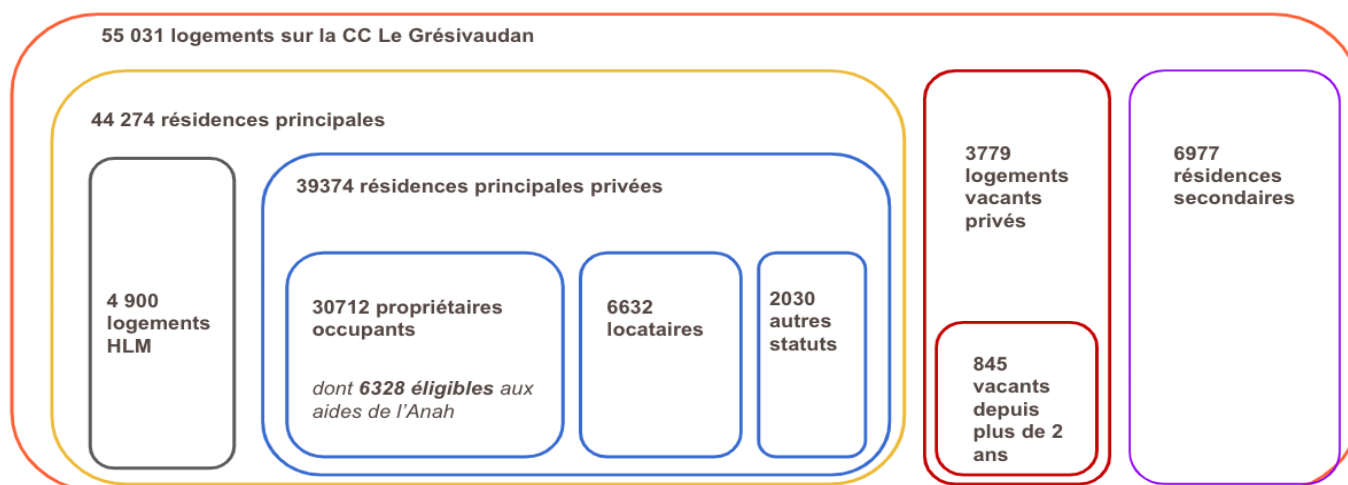 55 031 logements sur la CC Le Grésivaudan
44 274 résidences principales
4 900
logements
HLM
39374 résidences principales privées
30712 propriétaires
occupants
dont 6328 éligibles aux
aides de l'Anah
6632
locataires
2030
autres
statuts
3779
logements
vacants
privés
845
vacants
depuis
plus de 2
ans
6977
résidences
secondaires